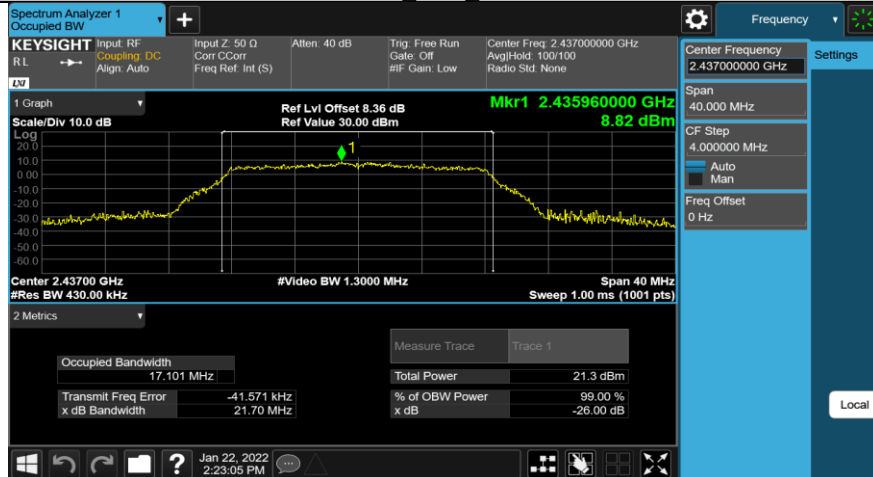 Spectrum Analyzer 1
Occupied BW
Frequency
KEYSIGHT
RL
LXI
Input: RF
Coupling: DC
Align: Auto
Input Z: 50 Ω
Corr CCorr
Freq Ref: Int (S)
Atten: 40 dB
Trig: Free Run
Gate: Off
#IF Gain: Low
Center Freq: 2.437000000 GHz
Avg|Hold: 100/100
Radio Std: None
Center Frequency
2.437000000 GHz
Settings
Span
40.000 MHz
CF Step
4.000000 MHz
Auto
Man
Freq Offset
0 Hz
1 Graph
Scale/Div 10.0 dB
Ref Lvl Offset 8.36 dB
Ref Value 30.00 dBm
Mkr1 2.435960000 GHz
8.82 dBm
Log
20.0
10.0
0.00
-10.0
-20.0
-30.0
-40.0
-50.0
-60.0
1
Center 2.43700 GHz
#Res BW 430.00 kHz
#Video BW 1.3000 MHz
Span 40 MHz
Sweep 1.00 ms (1001 pts)
2 Metrics
Measure Trace
Trace 1
Occupied Bandwidth
17.101 MHz
Total Power
21.3 dBm
Transmit Freq Error
-41.571 kHz
% of OBW Power
99.00 %
x dB Bandwidth
21.70 MHz
x dB
-26.00 dB
Local
Jan 22, 2022
2:23:05 PM